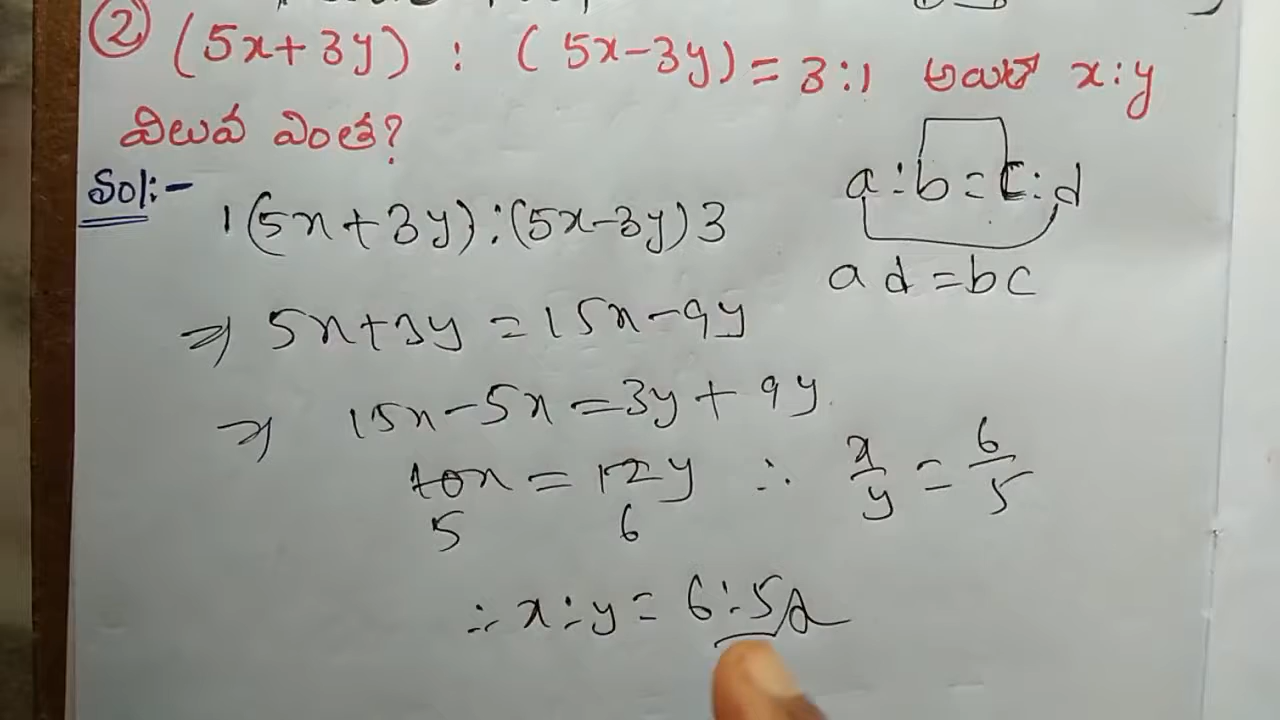 ② (5x+3y) : (5x-3y) = 3:1 అయితే x:y
విలువ ఎంత?
Sol:-
1(5x+3y):(5x-3y)3
a:b=c:d
ad=bc
⇒ 5x+3y=15x-9y
⇒ 15x-5x=3y+9y
10x=12y ∴ x/y = 6/5
5 6
∴ x:y= 6:5